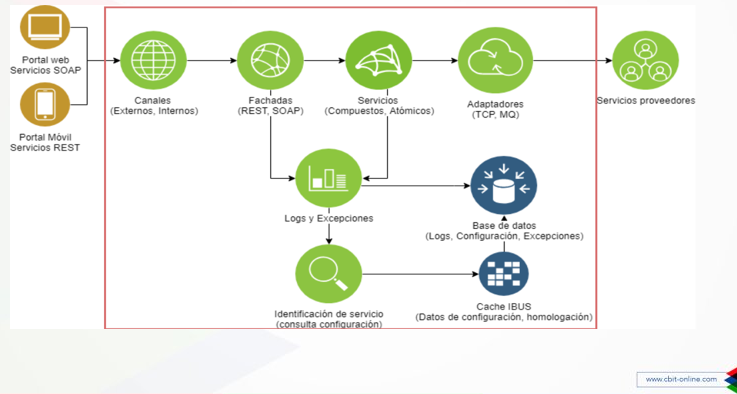 Portal web
Servicios SOAP
Portal Móvil
Servicios REST
Canales
(Externos, Internos)
Fachadas
(REST, SOAP)
Servicios
(Compuestos, Atómicos)
Adaptadores
(TCP, MQ)
Servicios proveedores
Logs y Excepciones
Base de datos
(Logs, Configuración, Excepciones)
Identificación de servicio
(consulta configuración)
Cache IBUS
(Datos de configuración, homologación)
www.cbit-online.com